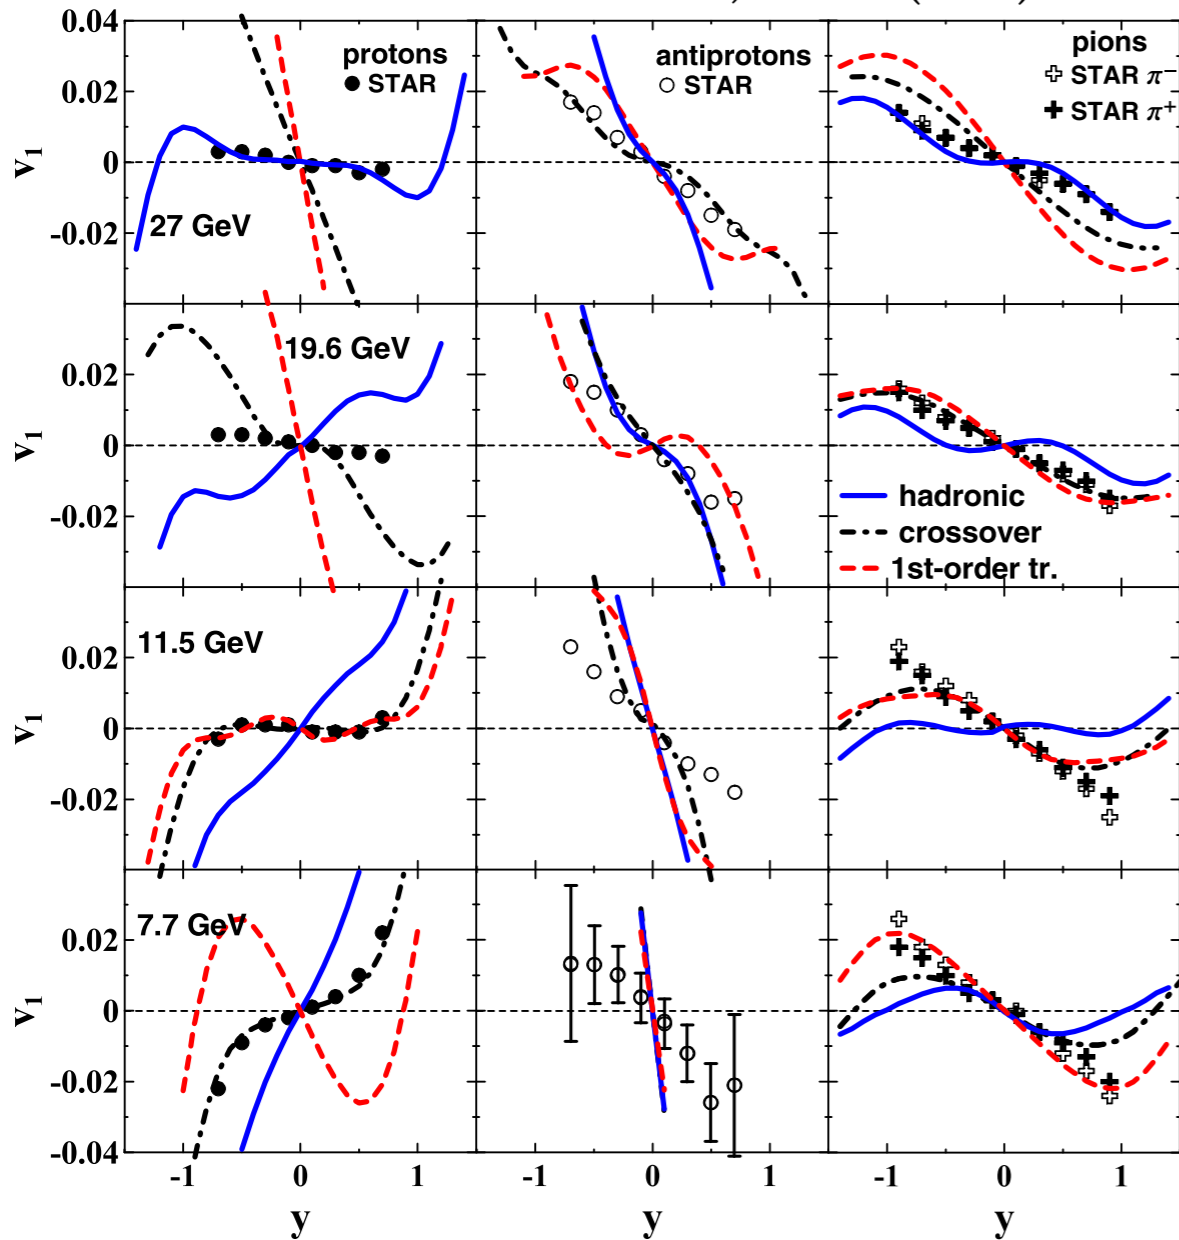 0.04
protons
STAR
antiprotons
STAR
pions
STAR π−
STAR π+
0.02
v1
0
-0.02
27 GeV
19.6 GeV
0.02
v1
0
-0.02
hadronic
crossover
1st-order tr.
11.5 GeV
0.02
v1
0
-0.02
7.7 GeV
0.02
v1
0
-0.02
-0.04
-1 0 1 -1 0 1 -1 0 1
y y y